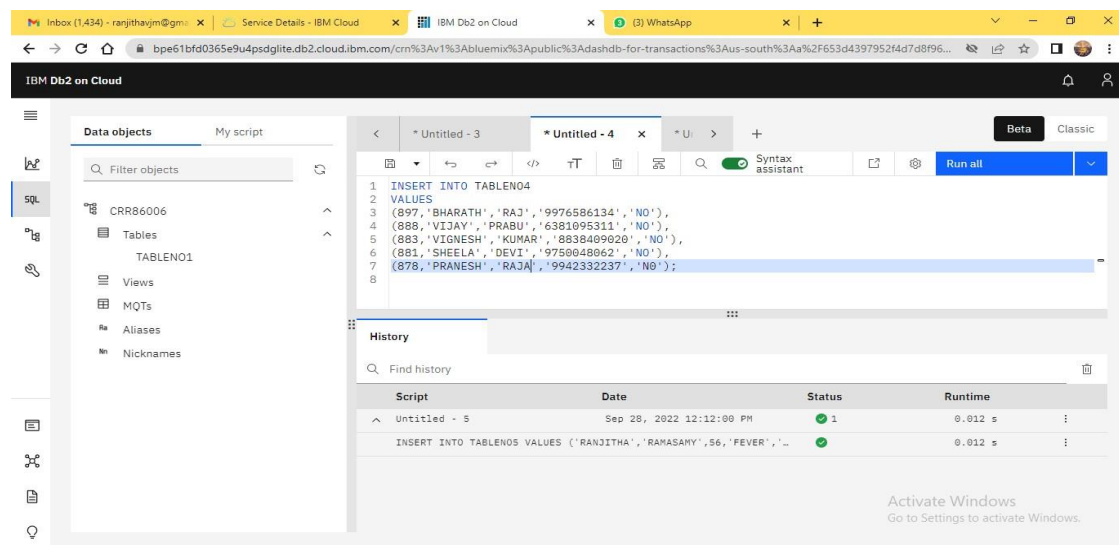 Inbox (1,434) - ranjithavjm@gma
Service Details - IBM Cloud
IBM Db2 on Cloud
(3) WhatsApp
bpe61bfd0365e9u4psdglite.db2.cloud.ibm.com/crn%3Av1%3Abluemix%3Apublic%3Adashdb-for-transactions%3Aus-south%3Aa%2F653d4397952f4d7d8f96...
IBM Db2 on Cloud
Data objects
My script
* Untitled - 3
* Untitled - 4
* U
Beta
Classic
Filter objects
Syntax assistant
Run all
SQL
CRR86006
Tables
TABLENO1
Views
MQTs
Aliases
Nicknames
1 INSERT INTO TABLENO4
2 VALUES
3 (897,'BHARATH','RAJ','9976586134','NO'),
4 (888,'VIJAY','PRABU','6381095311','NO'),
5 (883,'VIGNESH','KUMAR','8838409020','NO'),
6 (881,'SHEELA','DEVI','9750048062','NO'),
7 (878,'PRANESH','RAJA','9942332237','N0');
8
History
Find history
Script Date Status Runtime
Untitled - 5 Sep 28, 2022 12:12:00 PM 1 0.012 s
INSERT INTO TABLENO5 VALUES ('RANJITHA','RAMASAMY',56,'FEVER','... 0.012 s
Activate Windows
Go to Settings to activate Windows.